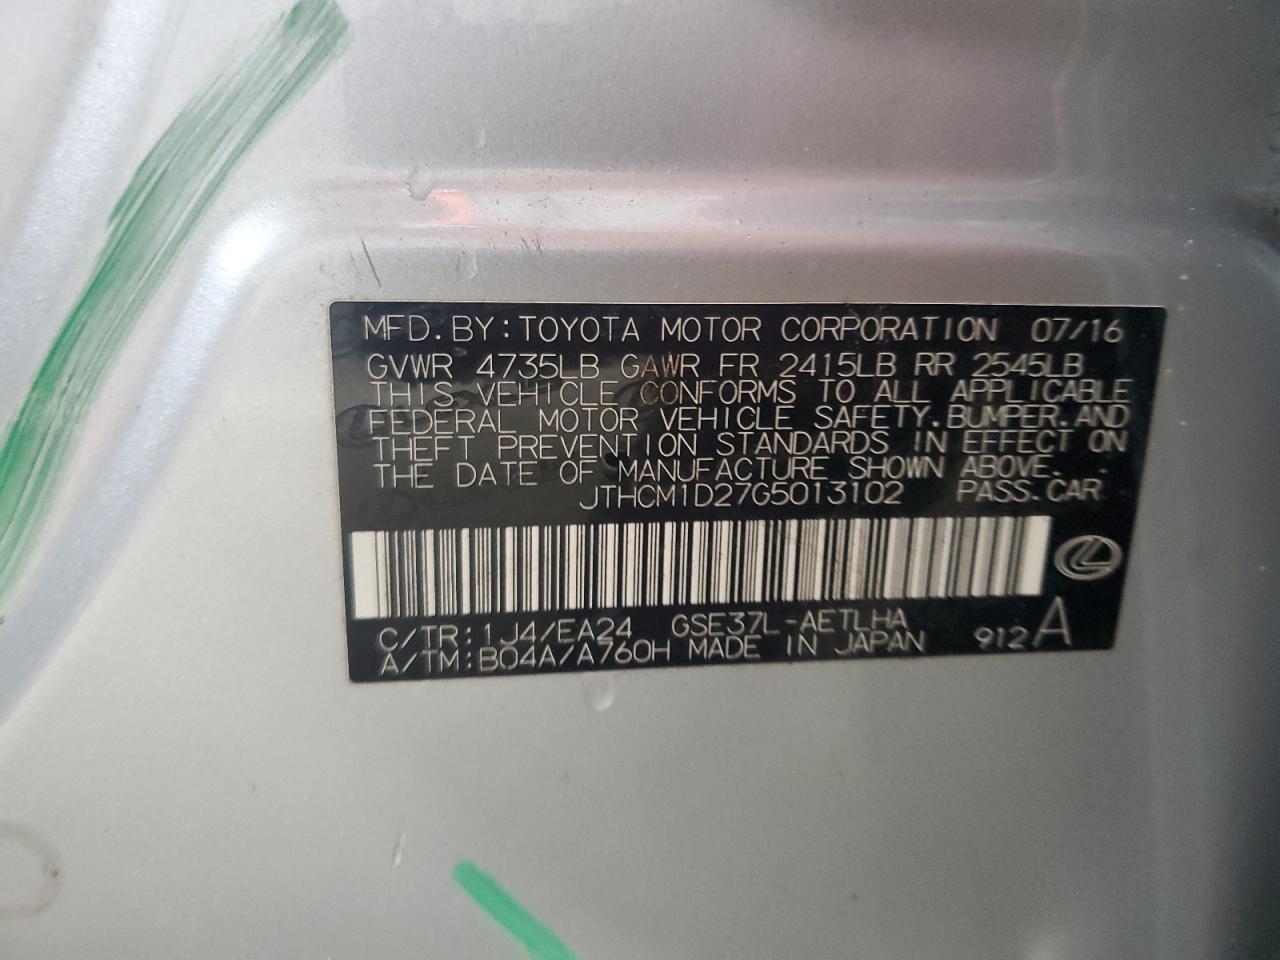 MFD. BY: TOYOTA MOTOR CORPORATION 07/16
GVWR 4735LB GAWR FR 2415LB RR 2545LB
THIS VEHICLE CONFORMS TO ALL APPLICABLE
FEDERAL MOTOR VEHICLE SAFETY. BUMPER. AND
THEFT PREVENTION STANDARDS IN EFFECT ON
THE DATE OF MANUFACTURE SHOWN ABOVE.
JTHCM1D27G5013102 PASS. CAR
C/TR: 1J4/EA24 GSE37L-AETLHA
A/TM: B04A/A760H MADE IN JAPAN 912 A